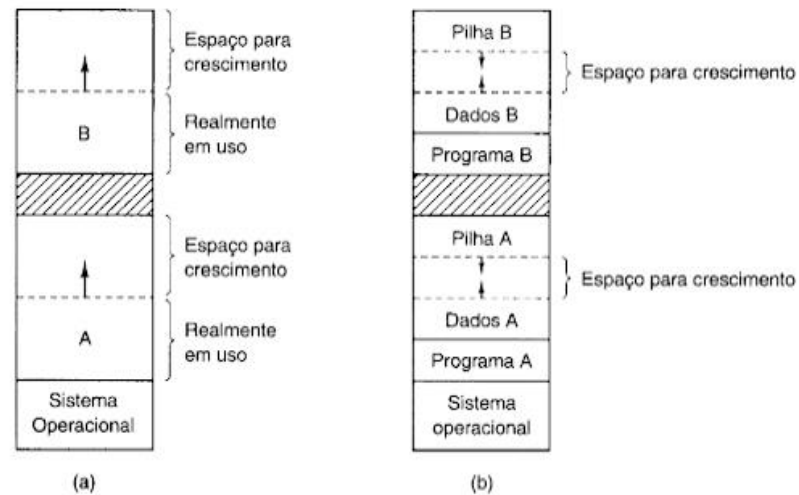 Espaço para
crescimento
B
Realmente
em uso
Espaço para
crescimento
A
Realmente
em uso
Sistema
Operacional
(a)
Pilha B
Espaço para crescimento
Dados B
Programa B
Pilha A
Espaço para crescimento
Dados A
Programa A
Sistema
operacional
(b)